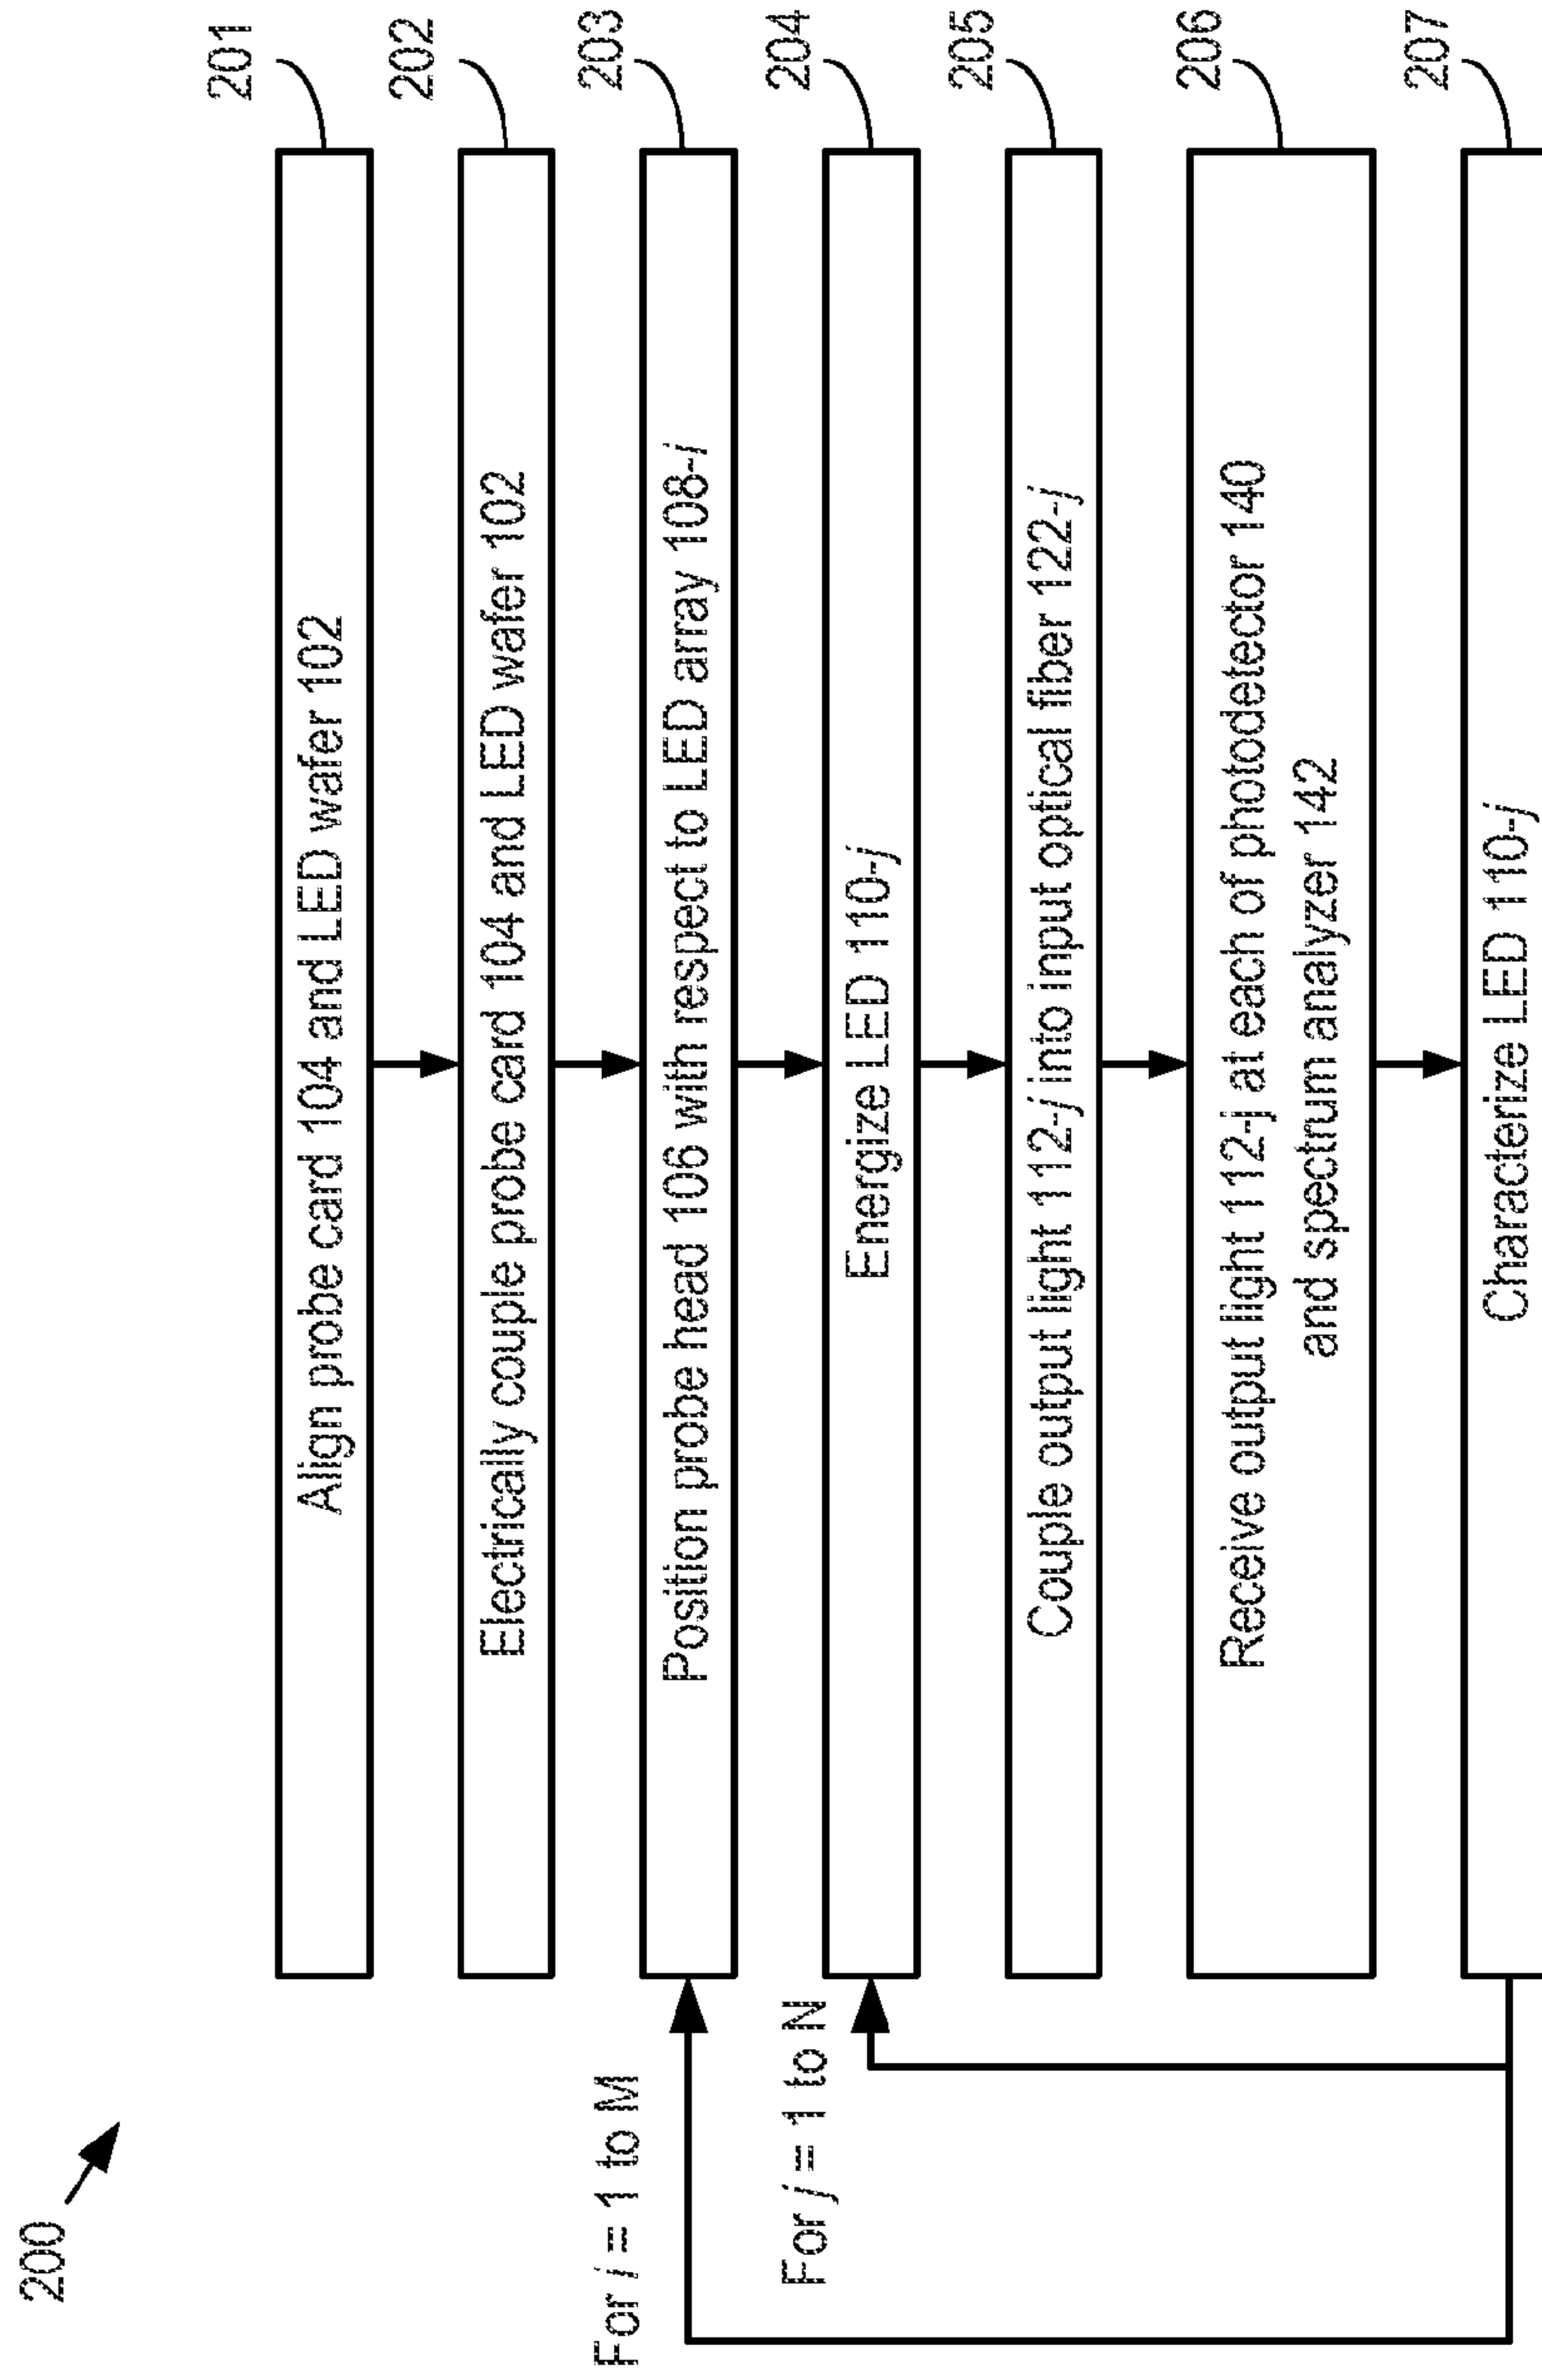 200
Align probe card 104 and LED wafer 102
201
Electrically couple probe card 104 and LED wafer 102
202
For i = 1 to M
Position probe head 106 with respect to LED array 108-i
203
For j = 1 to N
Energize LED 110-j
204
Couple output light 112-j into input optical fiber 122-j
205
Receive output light 112-j at each of photodetector 140
and spectrum analyzer 142
206
Characterize LED 110-j
207